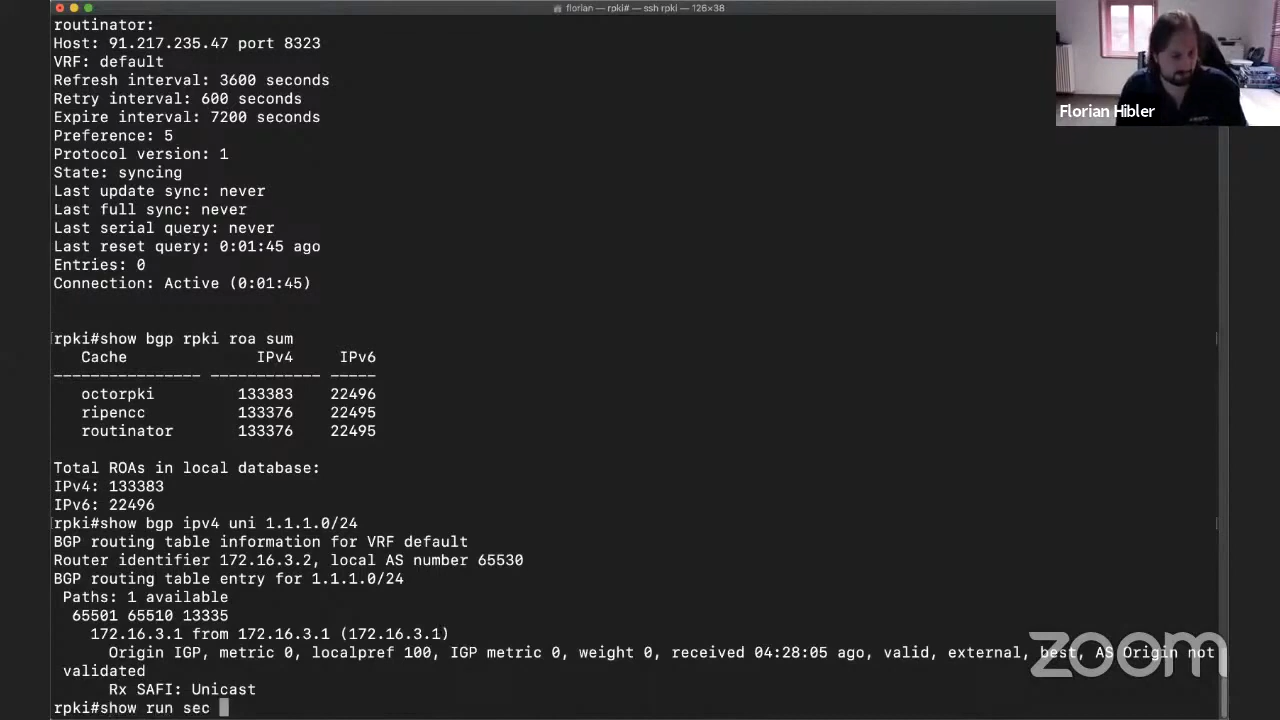 florian — rpki# — ssh rpki — 126×38
routinator:
Host: 91.217.235.47 port 8323
VRF: default
Refresh interval: 3600 seconds
Retry interval: 600 seconds
Expire interval: 7200 seconds
Preference: 5
Protocol version: 1
State: syncing
Last update sync: never
Last full sync: never
Last serial query: never
Last reset query: 0:01:45 ago
Entries: 0
Connection: Active (0:01:45)
Florian Hibler
rpki#show bgp rpki roa sum
Cache IPv4 IPv6
--------------- ------------ -----
octorpki 133383 22496
ripencc 133376 22495
routinator 133376 22495
Total ROAs in local database:
IPv4: 133383
IPv6: 22496
rpki#show bgp ipv4 uni 1.1.1.0/24
BGP routing table information for VRF default
Router identifier 172.16.3.2, local AS number 65530
BGP routing table entry for 1.1.1.0/24
Paths: 1 available
65501 65510 13335
172.16.3.1 from 172.16.3.1 (172.16.3.1)
Origin IGP, metric 0, localpref 100, IGP metric 0, weight 0, received 04:28:05 ago, valid, external, best, AS Origin not
validated
Rx SAFI: Unicast
rpki#show run sec
zoom